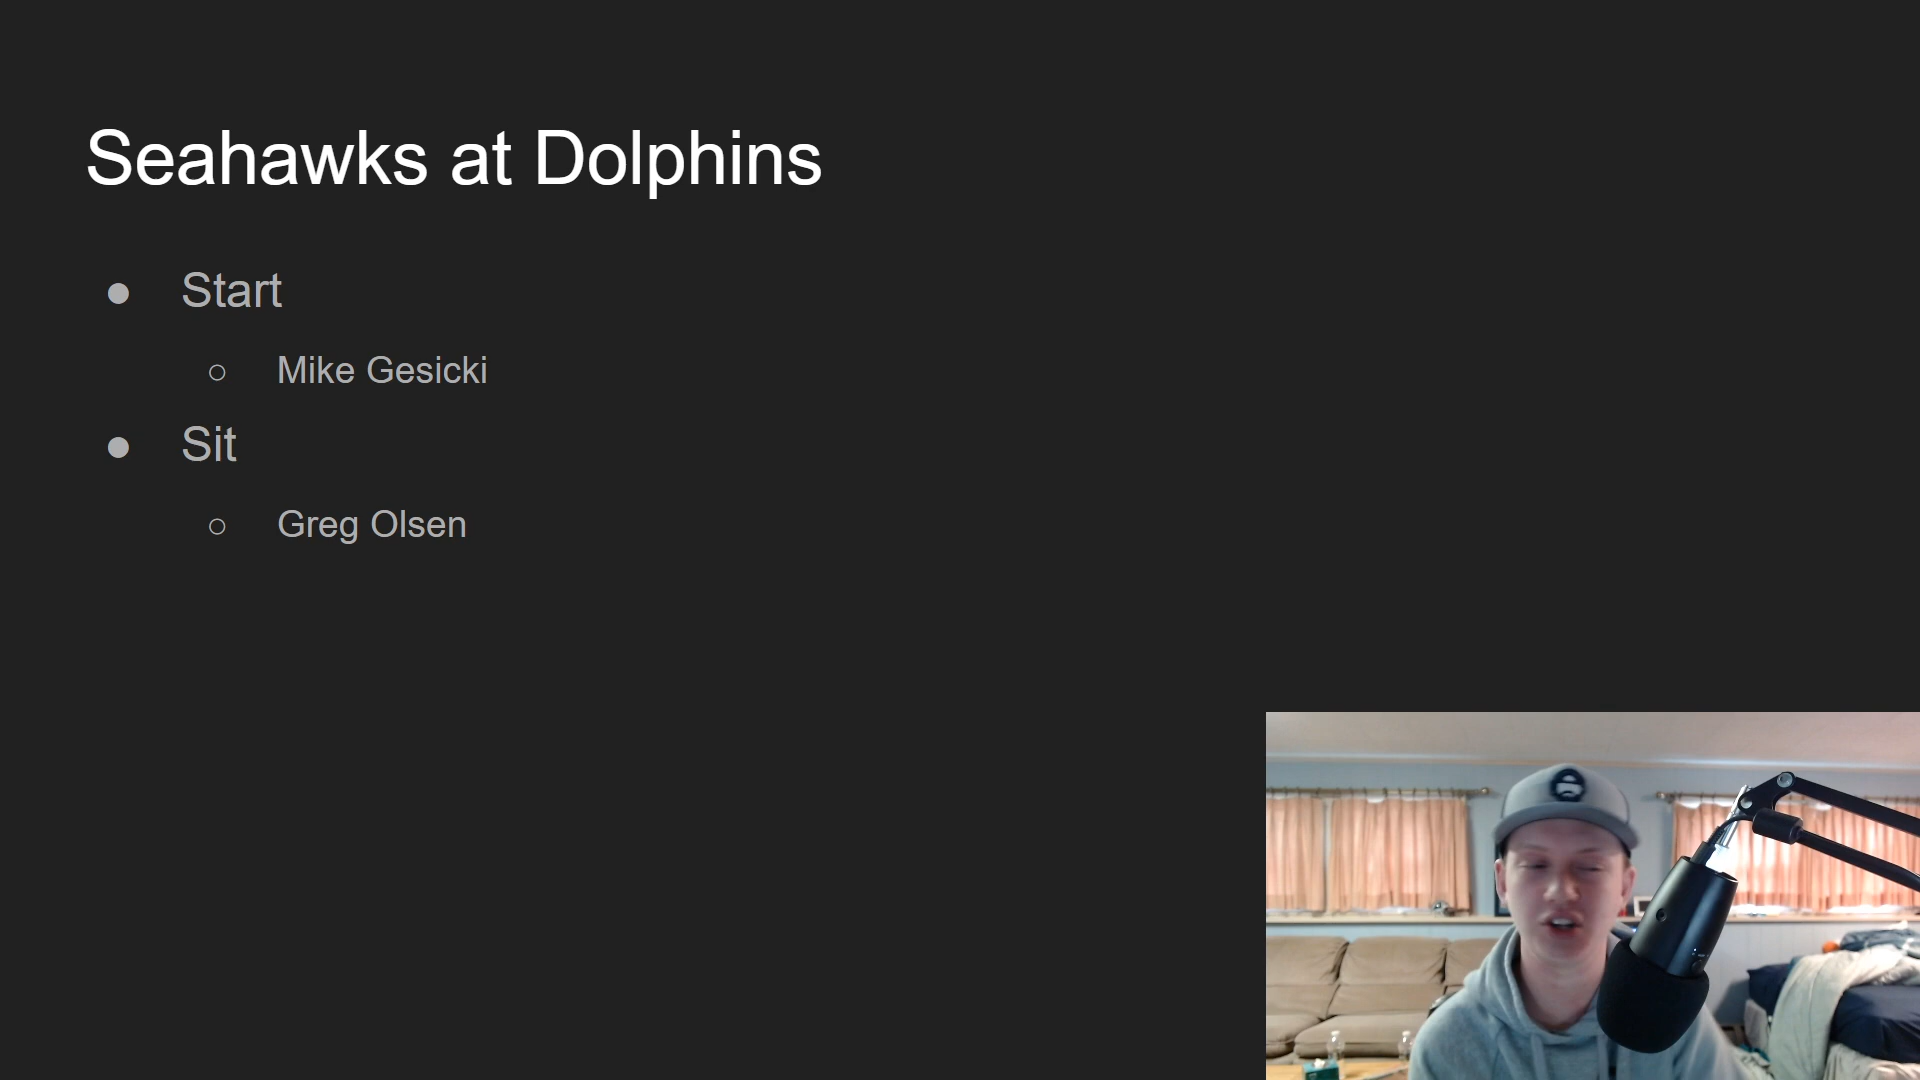 Seahawks at Dolphins
● Start
○ Mike Gesicki
● Sit
○ Greg Olsen